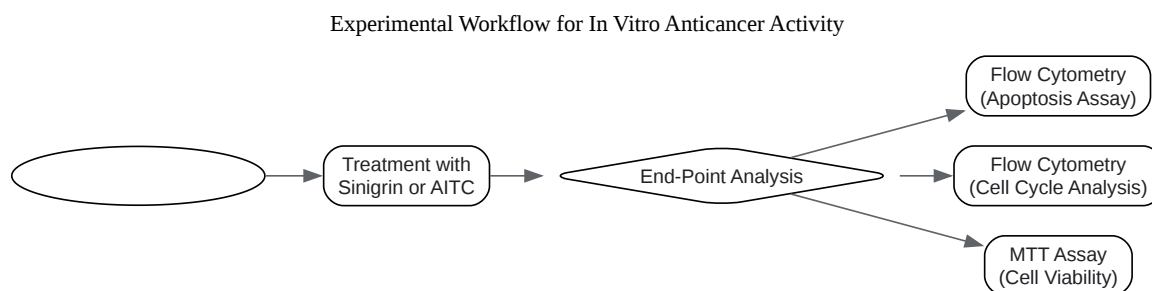 Experimental Workflow for In Vitro Anticancer Activity
Treatment with
Sinigrin or AITC
End-Point Analysis
Flow Cytometry
(Apoptosis Assay)
Flow Cytometry
(Cell Cycle Analysis)
MTT Assay
(Cell Viability)